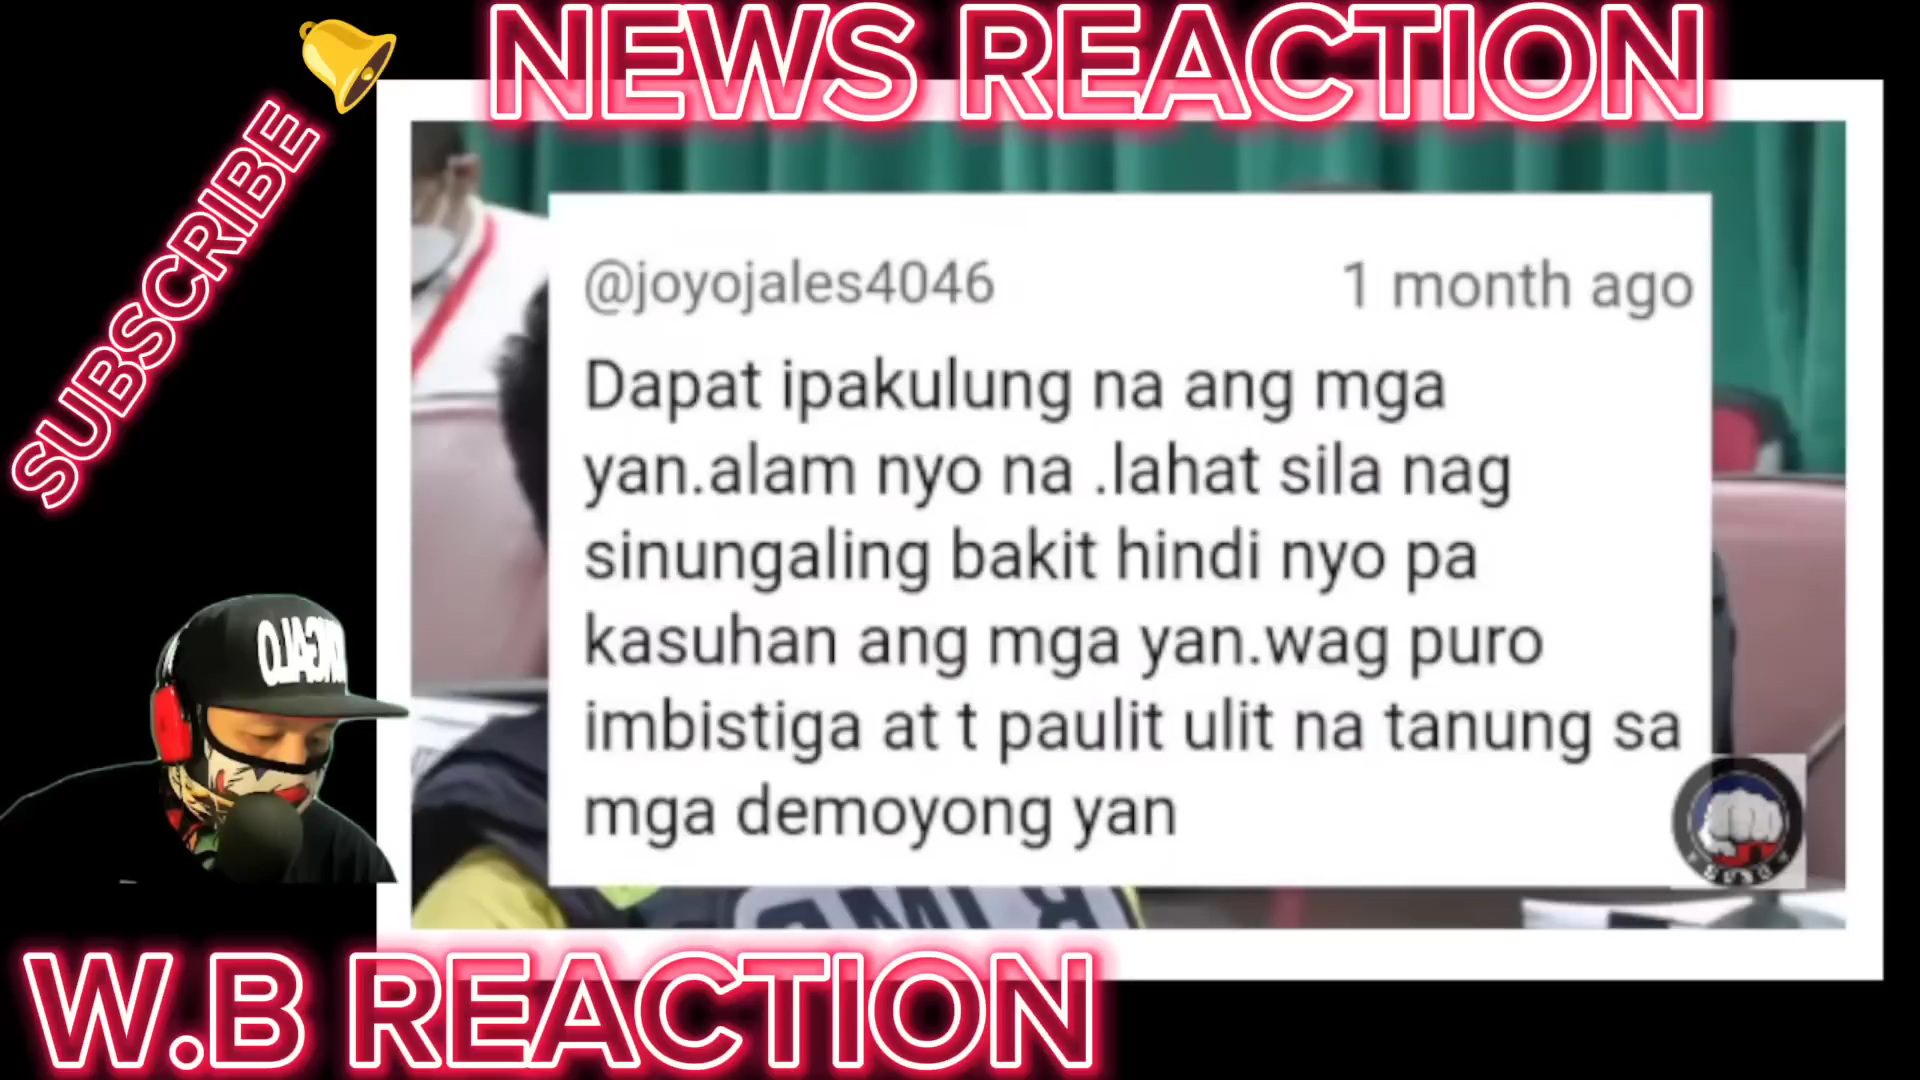 NEWS REACTION
SUBSCRIBE
@joyojales4046 1 month ago
Dapat ipakulung na ang mga
yan.alam nyo na .lahat sila nag
sinungaling bakit hindi nyo pa
kasuhan ang mga yan.wag puro
imbistiga at t paulit ulit na tanung sa
mga demoyong yan
W.B REACTION